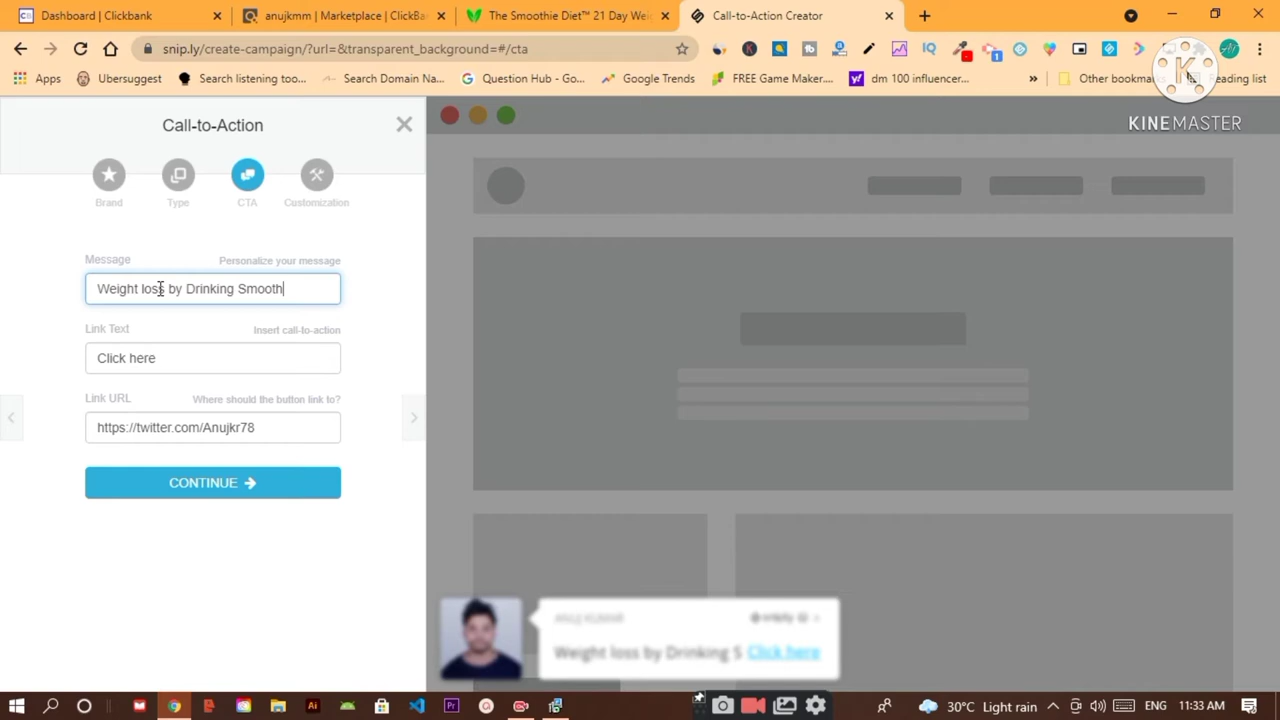 Dashboard | Clickbank
anujkmm | Marketplace | ClickBa
The Smoothie Diet™ 21 Day Wei
Call-to-Action Creator
snip.ly/create-campaign/?url=&transparent_background=#/cta
Apps
Ubersuggest
Search listening too...
Search Domain Na...
Question Hub - Go...
Google Trends
FREE Game Maker....
dm 100 influencer...
»
Other bookmarks
Reading list
KINEMASTER
Call-to-Action
Brand
Type
CTA
Customization
Message
Personalize your message
Weight loss by Drinking Smooth
Link Text
Insert call-to-action
Click here
Link URL
Where should the button link to?
https://twitter.com/Anujkr78
CONTINUE
ANUJ KUMAR
Weight loss by Drinking S Click here
30°C Light rain
ENG
11:33 AM